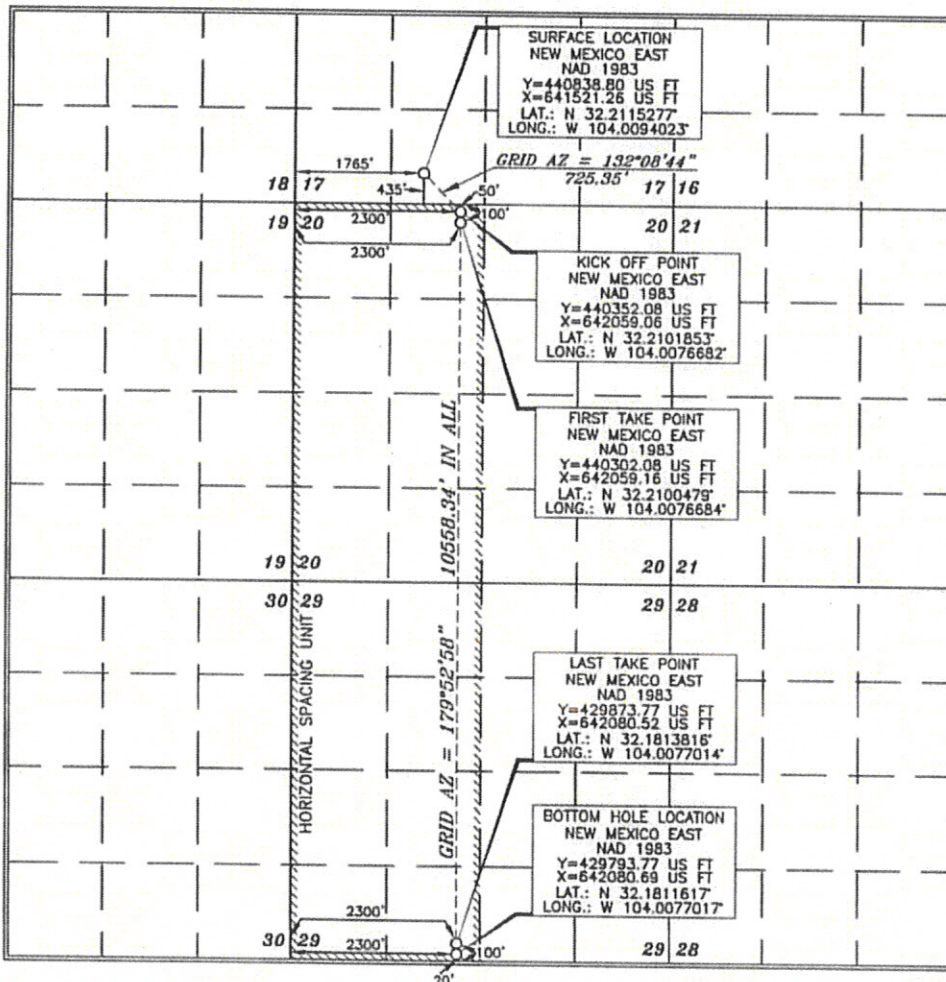 SURFACE LOCATION
NEW MEXICO EAST
NAD 1983
Y=440838.80 US FT
X=641521.26 US FT
LAT.: N 32.2115277°
LONG.: W 104.0094023°
1765'
GRID AZ = 132°08'44"
725.35'
18 17
435'
50'
17 16
2300'
100'
19 20
20 21
2300'
KICK OFF POINT
NEW MEXICO EAST
NAD 1983
Y=440352.08 US FT
X=642059.06 US FT
LAT.: N 32.2101853°
LONG.: W 104.0076682°
FIRST TAKE POINT
NEW MEXICO EAST
NAD 1983
Y=440302.08 US FT
X=642059.16 US FT
LAT.: N 32.2100479°
LONG.: W 104.0076684°
10558.34' IN ALL
19 20
20 21
30 29
29 28
HORIZONTAL SPACING UNIT
GRID AZ = 179°52'58"
LAST TAKE POINT
NEW MEXICO EAST
NAD 1983
Y=429873.77 US FT
X=642080.52 US FT
LAT.: N 32.1813816°
LONG.: W 104.0077014°
BOTTOM HOLE LOCATION
NEW MEXICO EAST
NAD 1983
Y=429793.77 US FT
X=642080.69 US FT
LAT.: N 32.1811617°
LONG.: W 104.0077017°
2300'
30 29
2300'
100'
29 28
20'